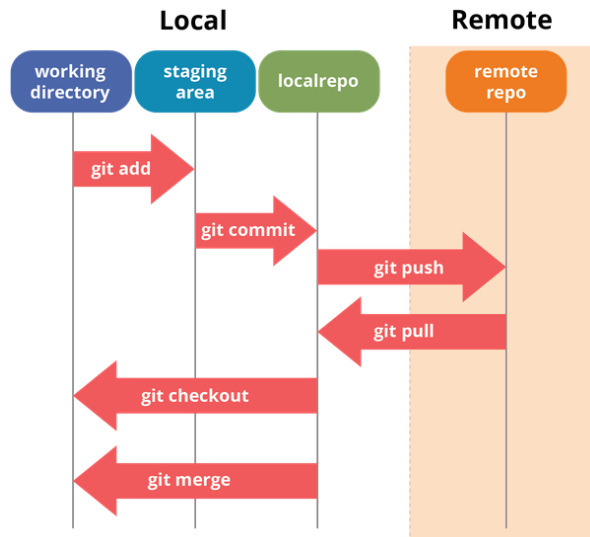 Local
Remote
working
directory
staging
area
localrepo
remote
repo
git add
git commit
git push
git pull
git checkout
git merge